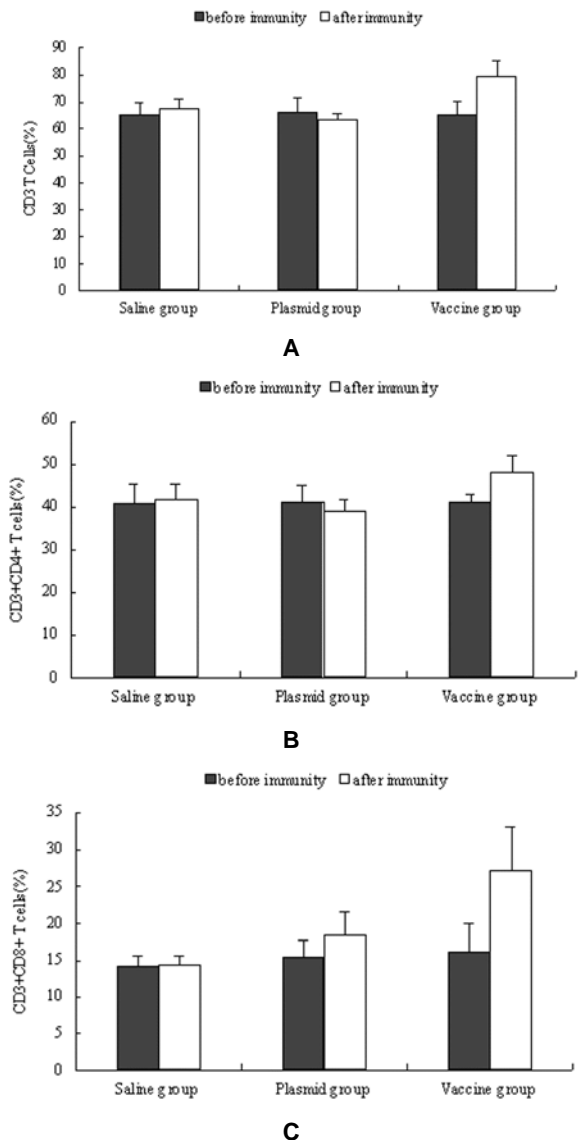 before immunity after immunity
CD3 T Cells(%)
90
80
70
60
50
40
30
20
10
0
Saline group Plasmid group Vaccine group
A
before immunity after immunity
CD3+CD4+ T cells(%)
60
50
40
30
20
10
0
Saline group Plasmid group Vaccine group
B
before immunity after immunity
CD3+CD8+ T cells(%)
35
30
25
20
15
10
5
0
Saline group Plasmid group Vaccine group
C